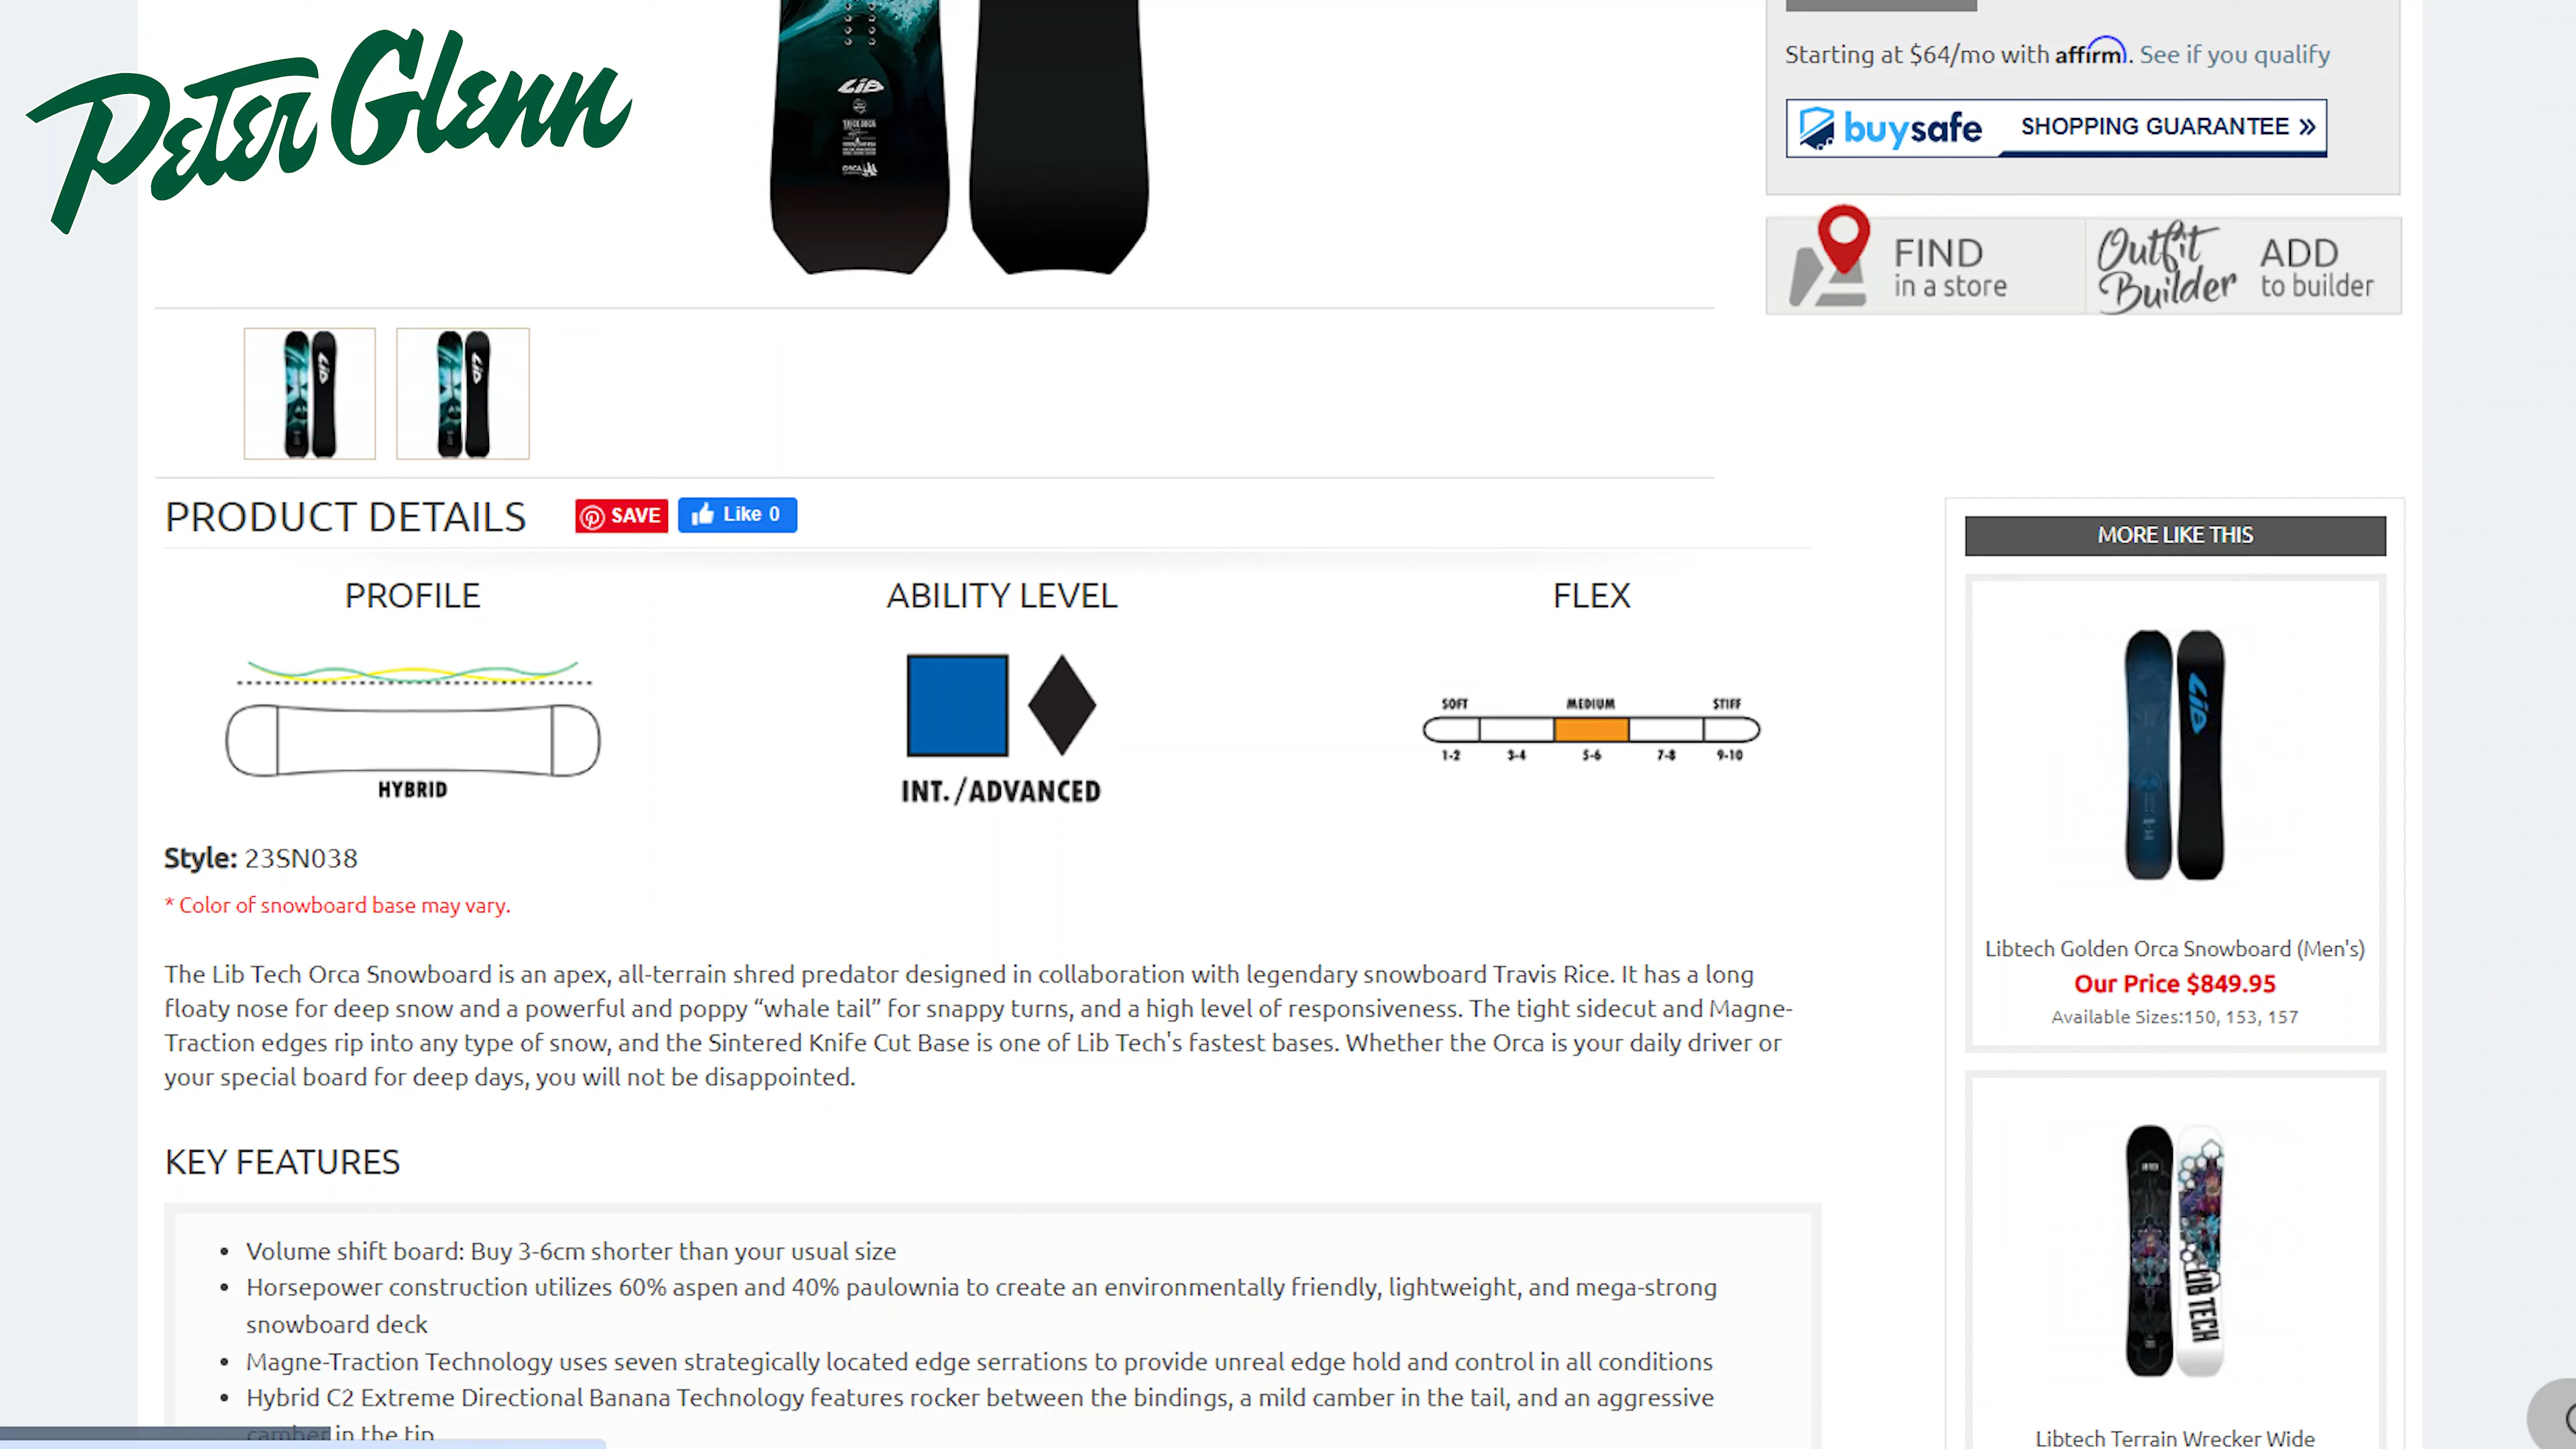 Peter Glenn
LIB
ORCA
Starting at $64/mo with affirm. See if you qualify
buysafe SHOPPING GUARANTEE »
FIND
in a store
Outfit
Builder
ADD
to builder
LIB
LIB
PRODUCT DETAILS
SAVE
Like 0
MORE LIKE THIS
PROFILE
ABILITY LEVEL
FLEX
SOFT MEDIUM STIFF
1-2 3-4 5-6 7-8 9-10
HYBRID
INT./ADVANCED
LIB
Style: 23SN038
* Color of snowboard base may vary.
Libtech Golden Orca Snowboard (Men's)
Our Price $849.95
Available Sizes:150, 153, 157
The Lib Tech Orca Snowboard is an apex, all-terrain shred predator designed in collaboration with legendary snowboard Travis Rice. It has a long
floaty nose for deep snow and a powerful and poppy “whale tail” for snappy turns, and a high level of responsiveness. The tight sidecut and Magne-
Traction edges rip into any type of snow, and the Sintered Knife Cut Base is one of Lib Tech's fastest bases. Whether the Orca is your daily driver or
your special board for deep days, you will not be disappointed.
KEY FEATURES
• Volume shift board: Buy 3-6cm shorter than your usual size
• Horsepower construction utilizes 60% aspen and 40% paulownia to create an environmentally friendly, lightweight, and mega-strong
snowboard deck
• Magne-Traction Technology uses seven strategically located edge serrations to provide unreal edge hold and control in all conditions
• Hybrid C2 Extreme Directional Banana Technology features rocker between the bindings, a mild camber in the tail, and an aggressive
camber in the tip
LIB TECH
Libtech Terrain Wrecker Wide